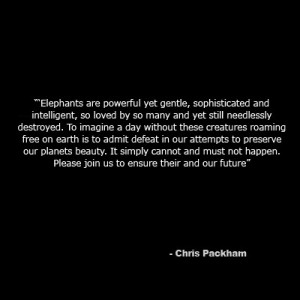 "'Elephants are powerful yet gentle, sophisticated and
intelligent, so loved by so many and yet still needlessly
destroyed. To imagine a day without these creatures roaming
free on earth is to admit defeat in our attempts to preserve
our planets beauty. It simply cannot and must not happen.
Please join us to ensure their and our future"
- Chris Packham